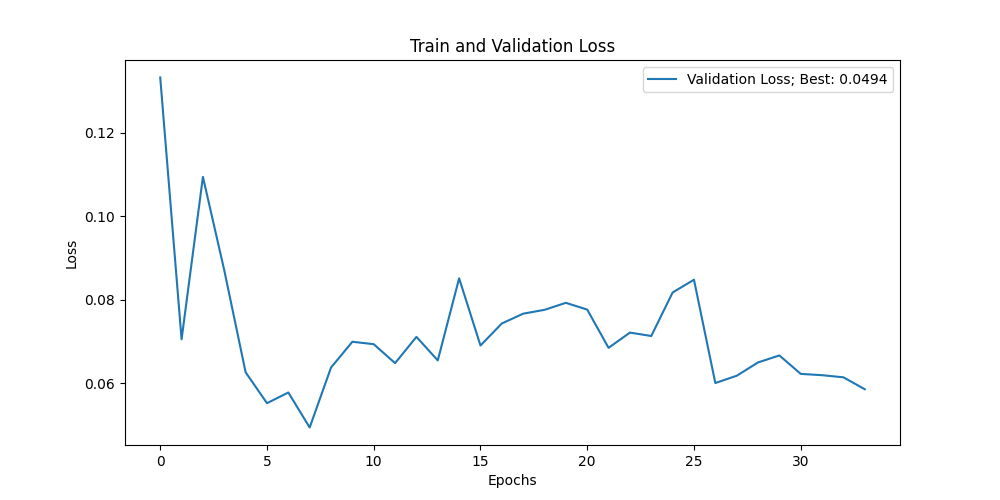 Train and Validation Loss
Validation Loss; Best: 0.0494
0.12
0.10
0.08
0.06
Loss
0 5 10 15 20 25 30
Epochs